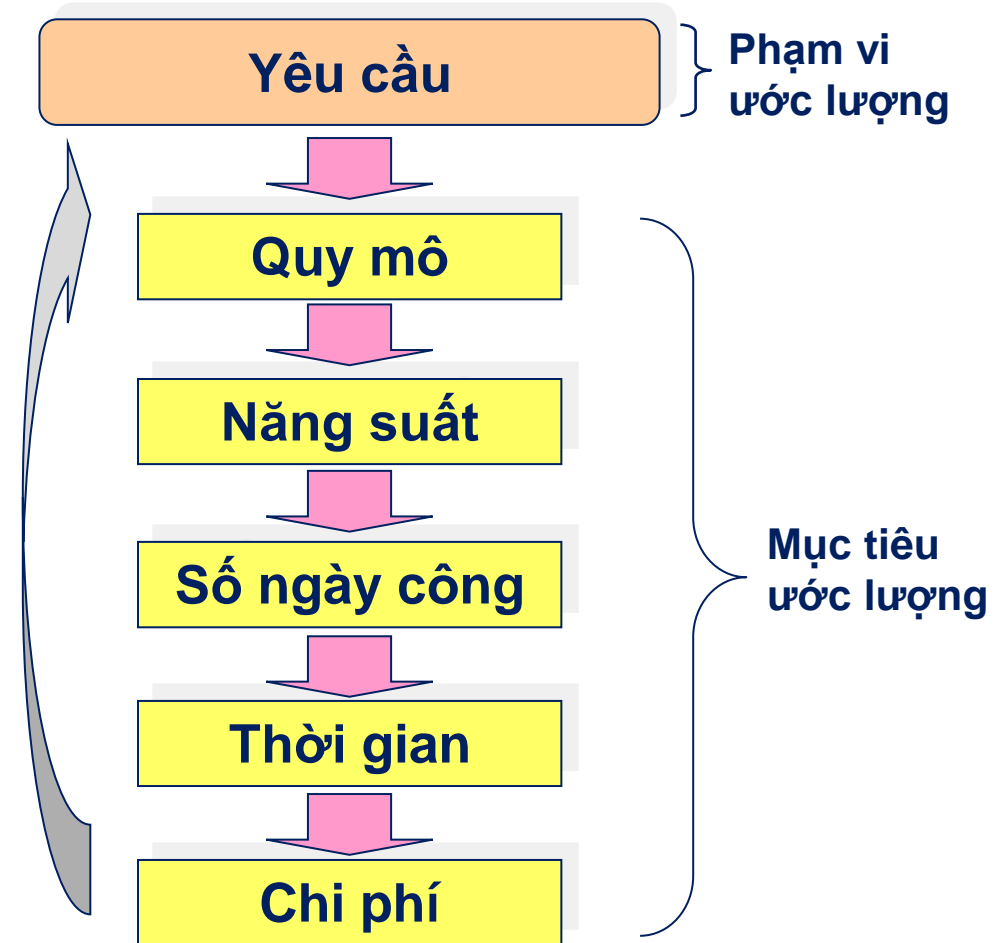 Yêu cầu
Phạm vi
ước lượng
Quy mô
Năng suất
Số ngày công
Mục tiêu
ước lượng
Thời gian
Chi phí